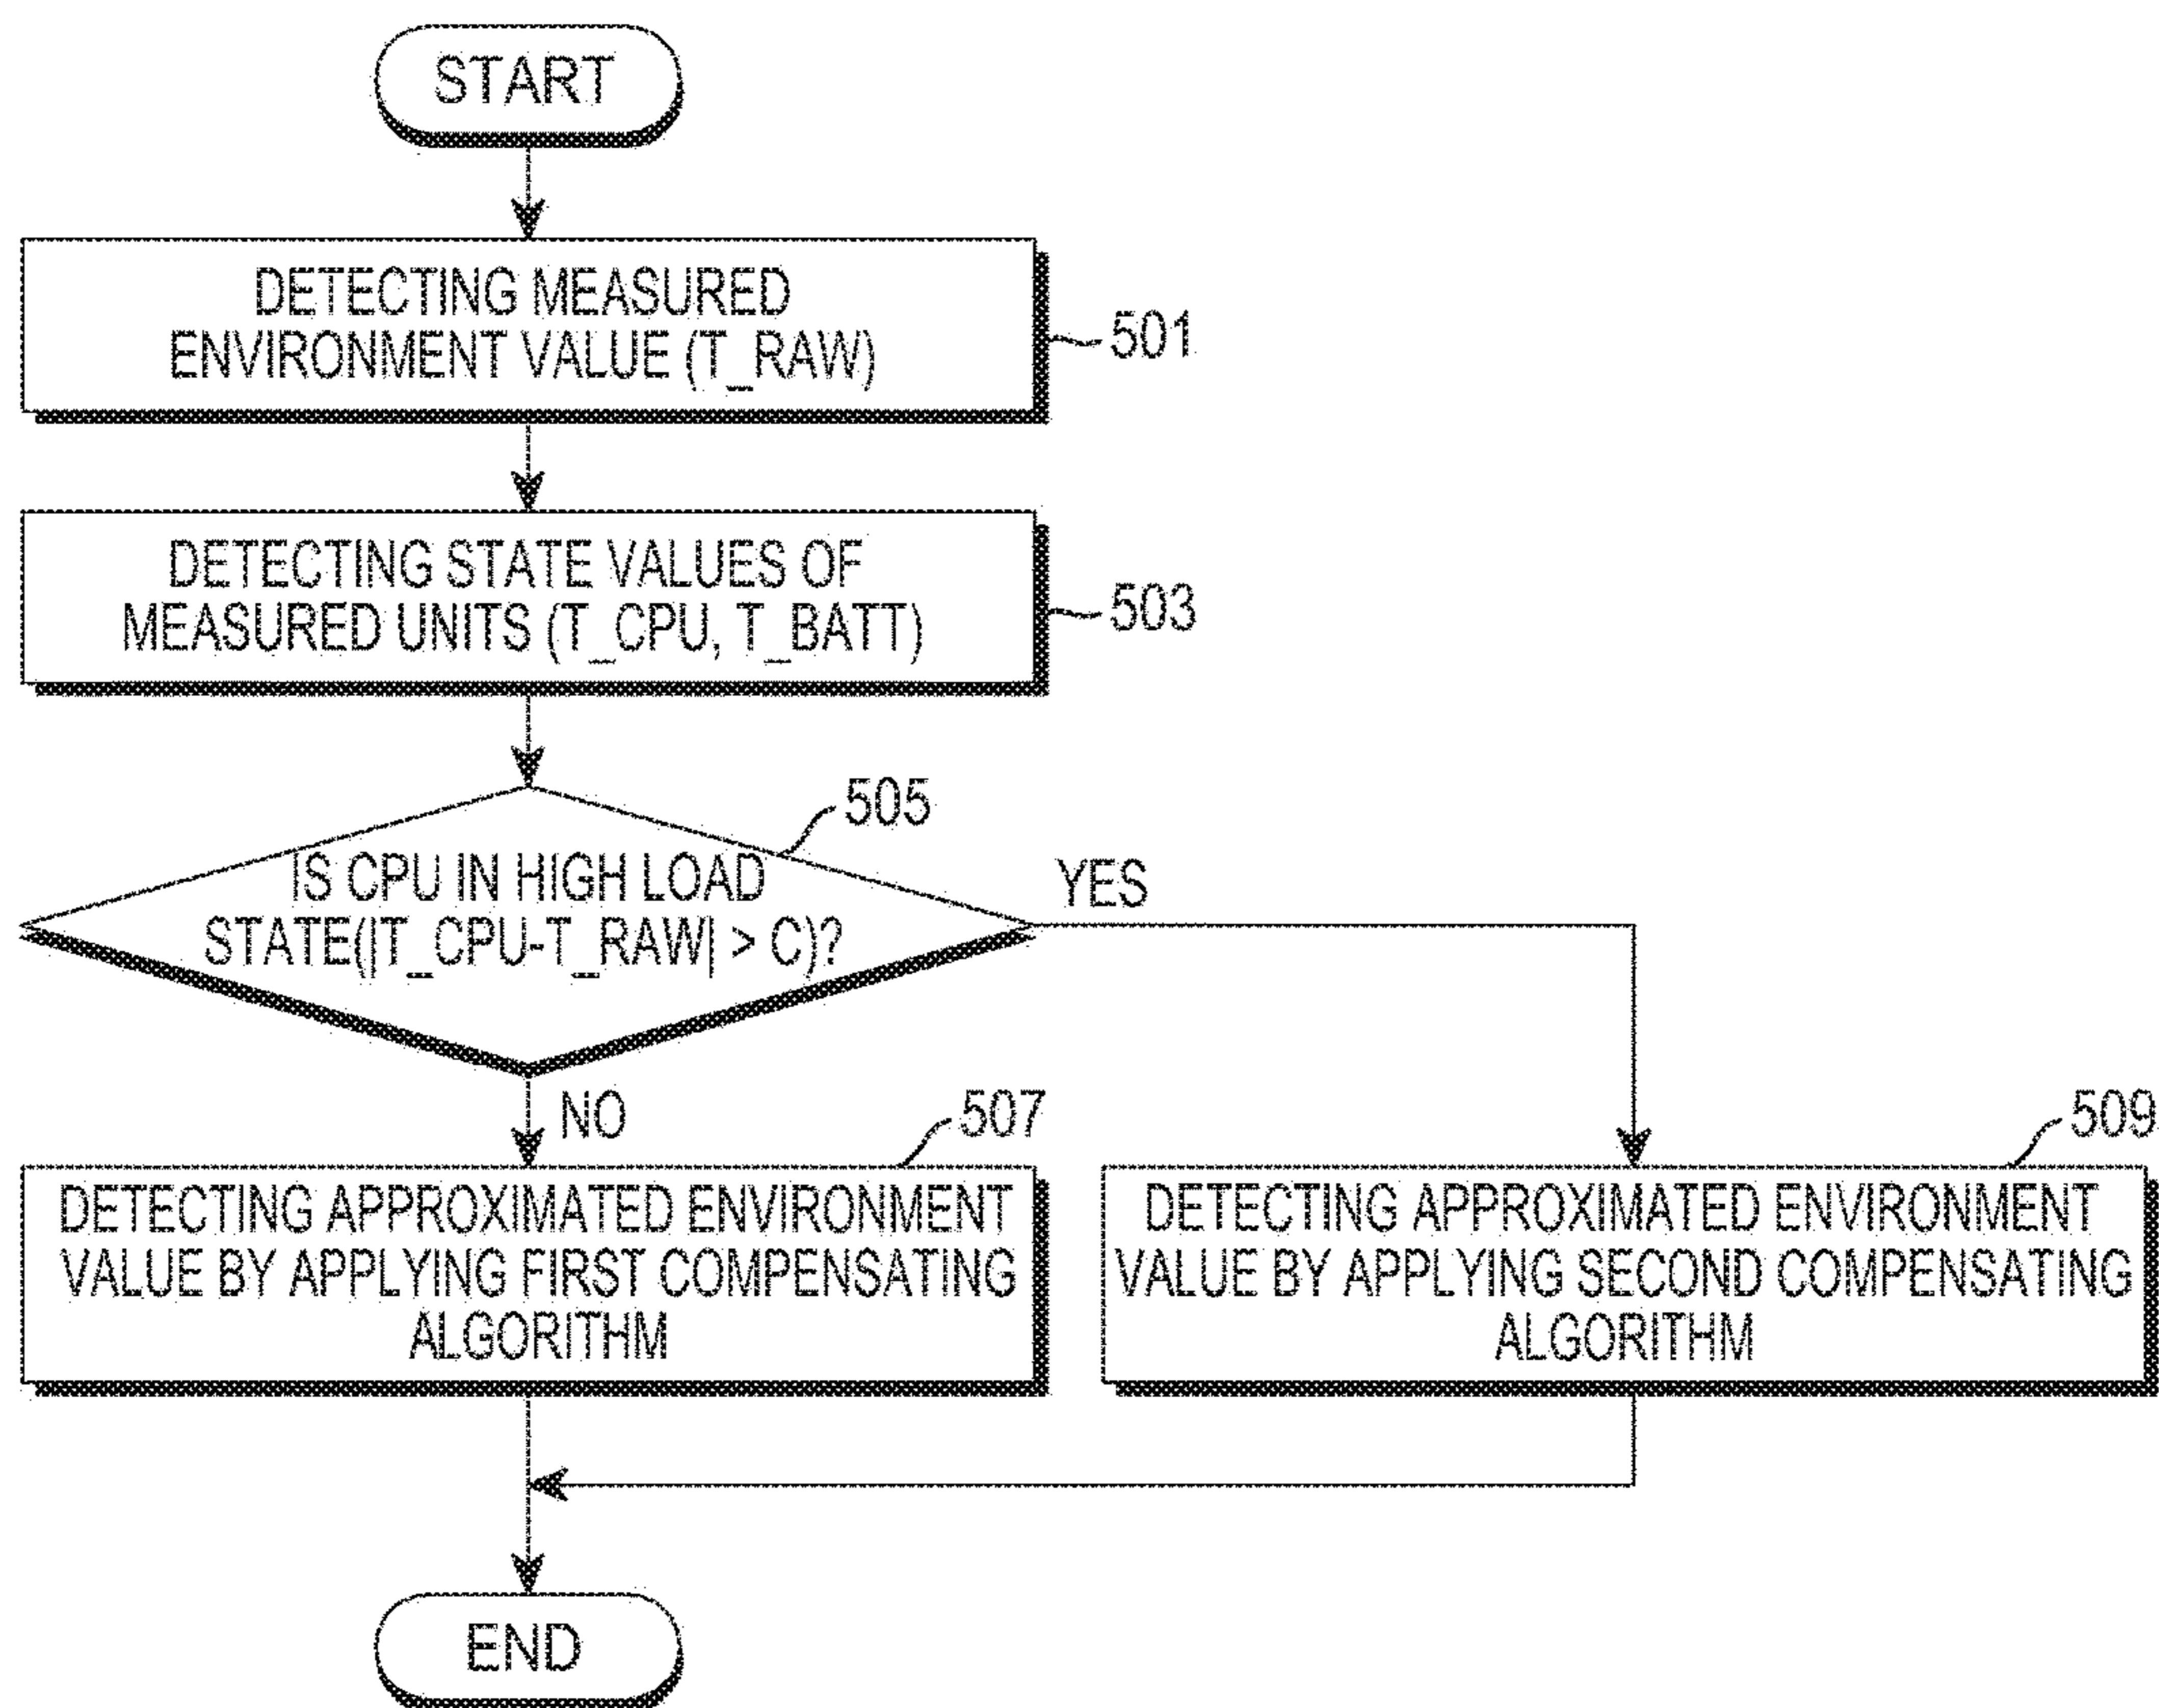 START
DETECTING MEASURED
ENVIRONMENT VALUE (T_RAW)
501
DETECTING STATE VALUES OF
MEASURED UNITS (T_CPU, T_BATT)
503
505
IS CPU IN HIGH LOAD
STATE(|T_CPU-T_RAW| > C)?
YES
NO
507
DETECTING APPROXIMATED ENVIRONMENT
VALUE BY APPLYING FIRST COMPENSATING
ALGORITHM
509
DETECTING APPROXIMATED ENVIRONMENT
VALUE BY APPLYING SECOND COMPENSATING
ALGORITHM
END